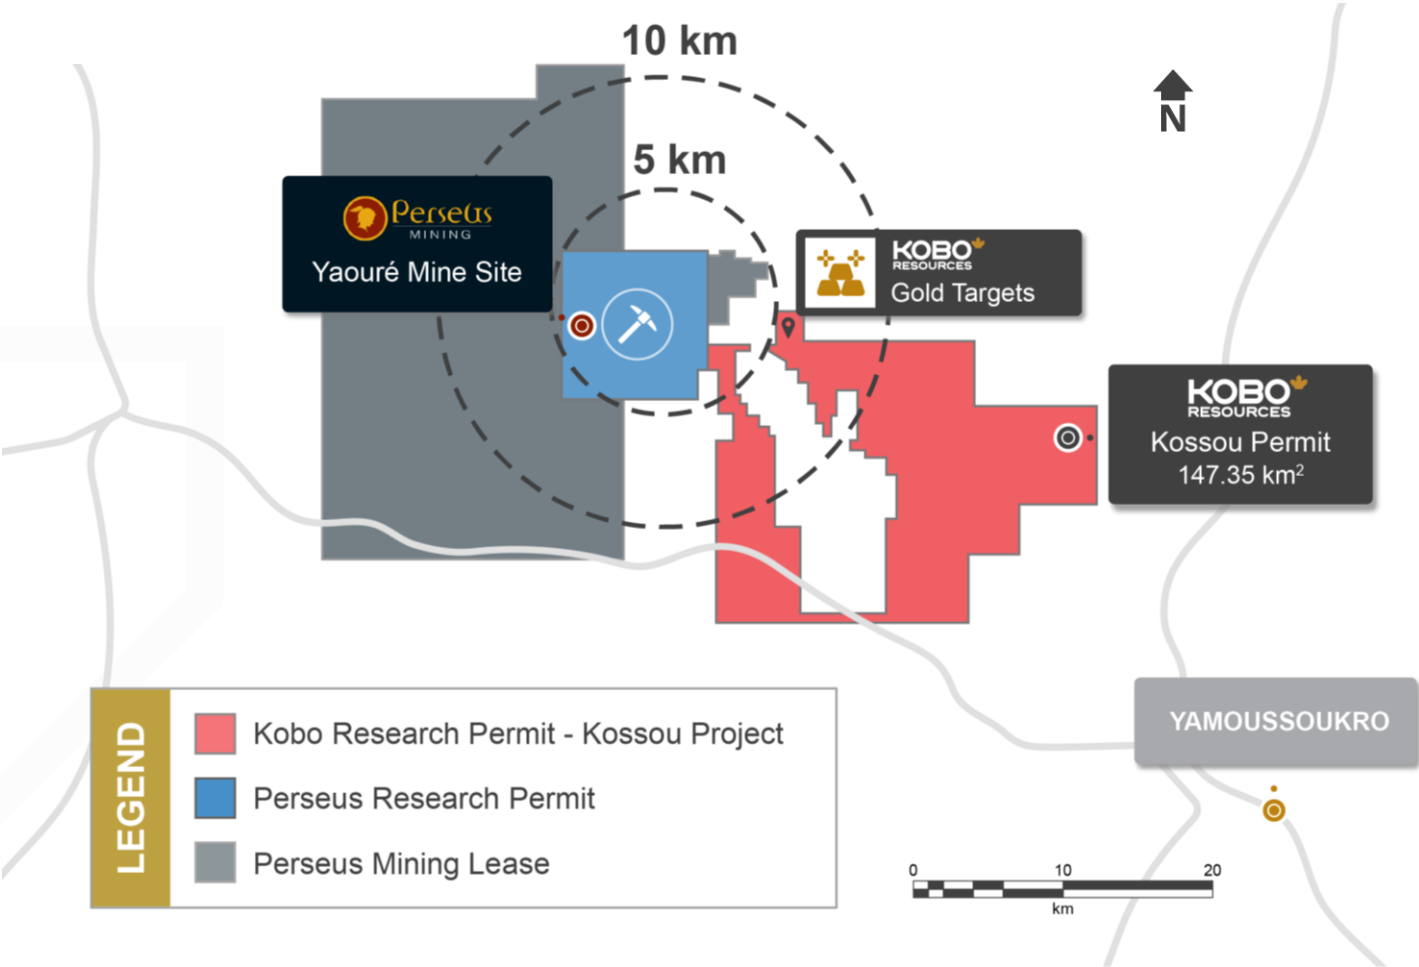 10 km
N
5 km
Perseus
MINING
Yaouré Mine Site
KOBO
RESOURCES
Gold Targets
KOBO
RESOURCES
Kossou Permit
147.35 km²
YAMOUSSOUKRO
LEGEND
Kobo Research Permit - Kossou Project
Perseus Research Permit
Perseus Mining Lease
0 10 20
km